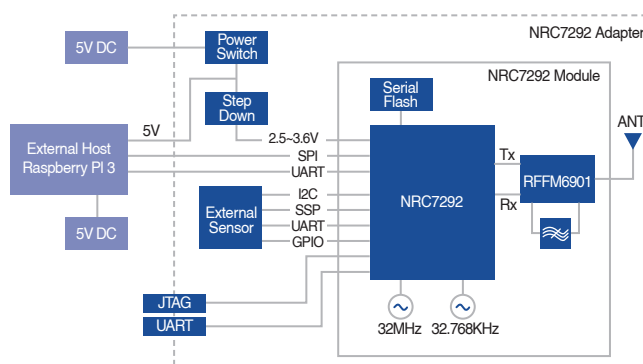 NRC7292 Adapter
5V DC
Power
Switch
NRC7292 Module
Serial
Flash
Step
Down
ANT
5V
2.5~3.6V
External Host
Raspberry PI 3
SPI
UART
Tx
RFFM6901
NRC7292
Rx
External
Sensor
I2C
SSP
UART
GPIO
5V DC
JTAG
UART
32MHz
32.768KHz